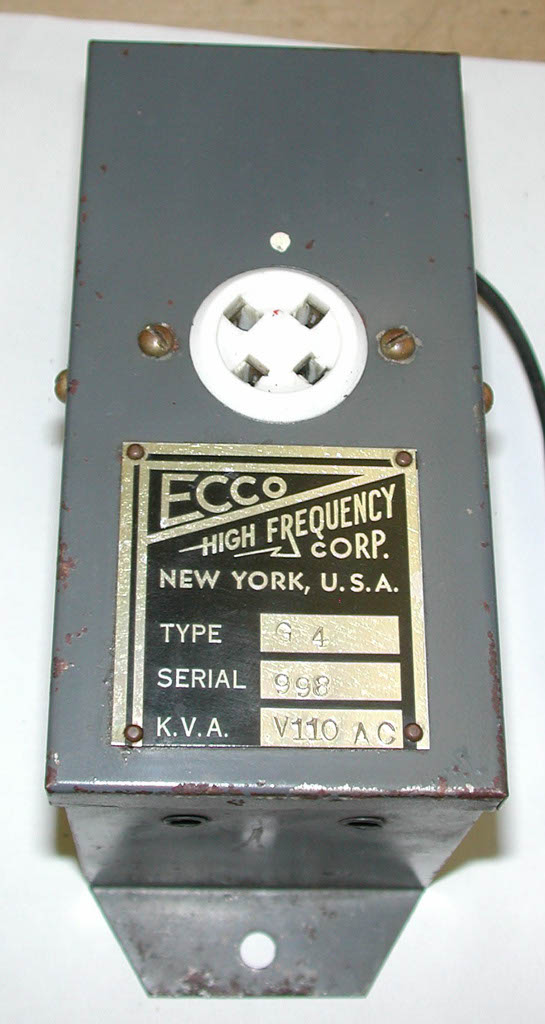 ECCO
HIGH FREQUENCY
CORP.
NEW YORK, U.S.A.
TYPE G 4
SERIAL 998
K.V.A. V110 AC